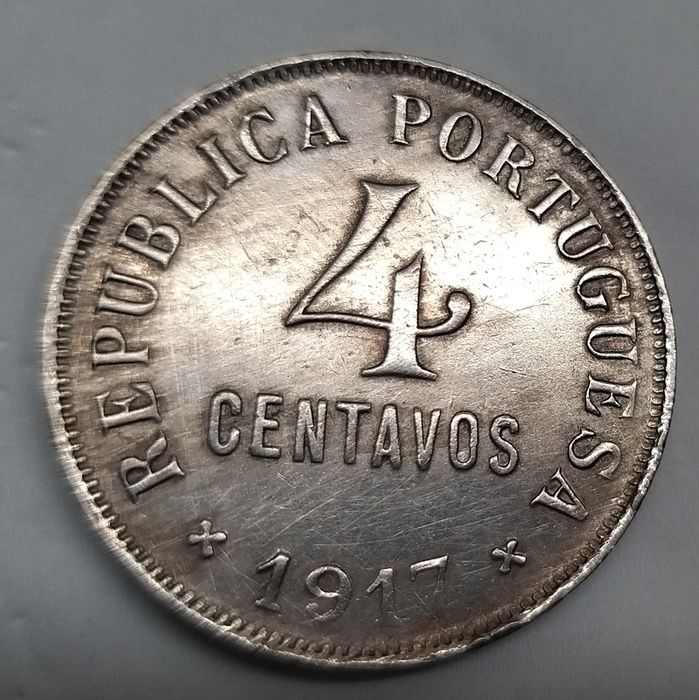 REPUBLICA PORTUGUESA
4
CENTAVOS
1917